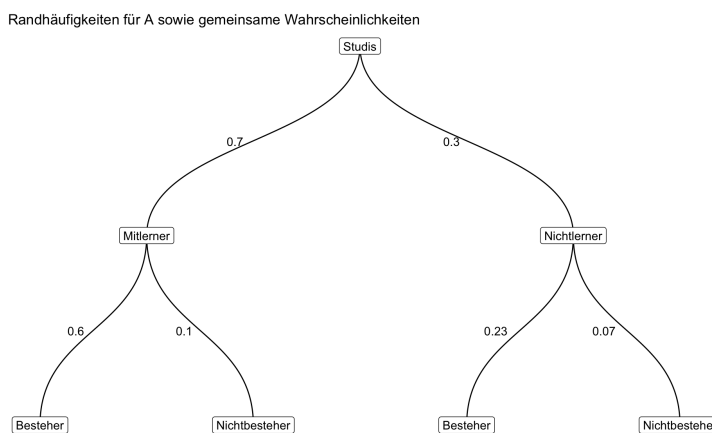 Randhäufigkeiten für A sowie gemeinsame Wahrscheinlichkeiten
Studis
0.7
0.3
Mitlerner
Nichtlerner
0.6
0.1
0.23
0.07
Besteher
Nichtbesteher
Besteher
Nichtbestehe